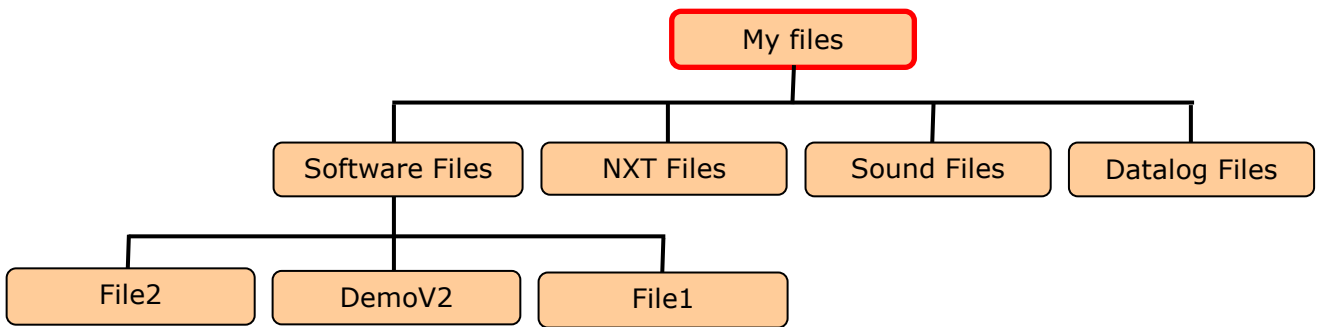 My files
Software Files
NXT Files
Sound Files
Datalog Files
File2
DemoV2
File1